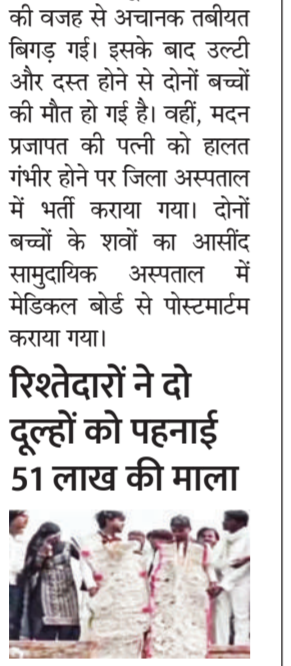 की वजह से अचानक तबीयत
बिगड़ गई। इसके बाद उल्टी
और दस्त होने से दोनों बच्चों
की मौत हो गई है। वहीं, मदन
प्रजापत की पत्नी को हालत
गंभीर होने पर जिला अस्पताल
में भर्ती कराया गया। दोनों
बच्चों के शवों का आसींद
सामुदायिक अस्पताल में
मेडिकल बोर्ड से पोस्टमार्टम
कराया गया।
रिश्तेदारों ने दो
दूल्हों को पहनाई
51 लाख की माला